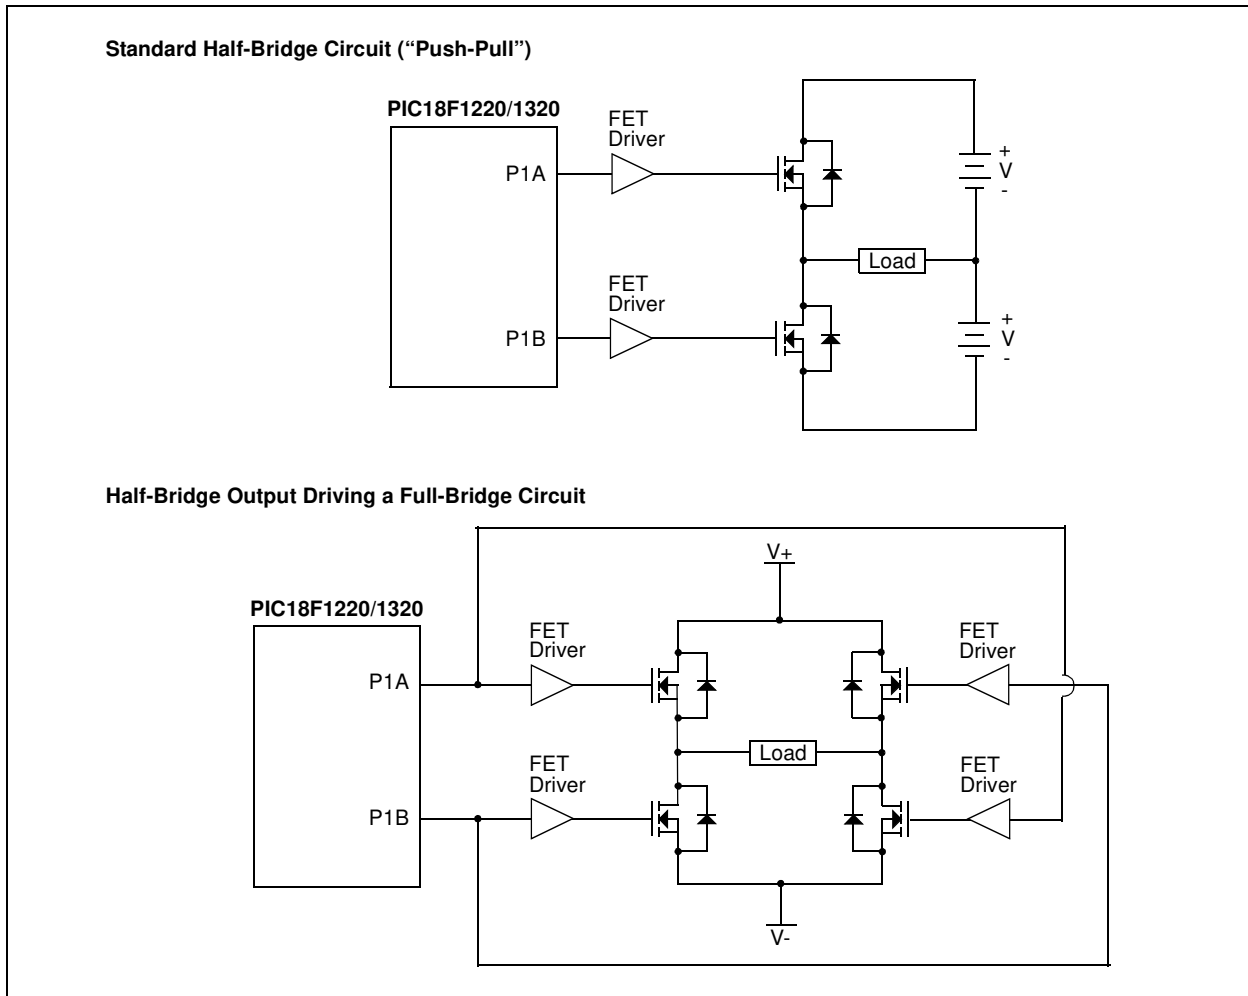 Standard Half-Bridge Circuit (“Push-Pull”)
PIC18F1220/1320
FET
Driver
P1A
+
V
-
Load
FET
Driver
P1B
+
V
-
Half-Bridge Output Driving a Full-Bridge Circuit
V+
PIC18F1220/1320
FET
Driver
FET
Driver
P1A
Load
FET
Driver
FET
Driver
P1B
V-